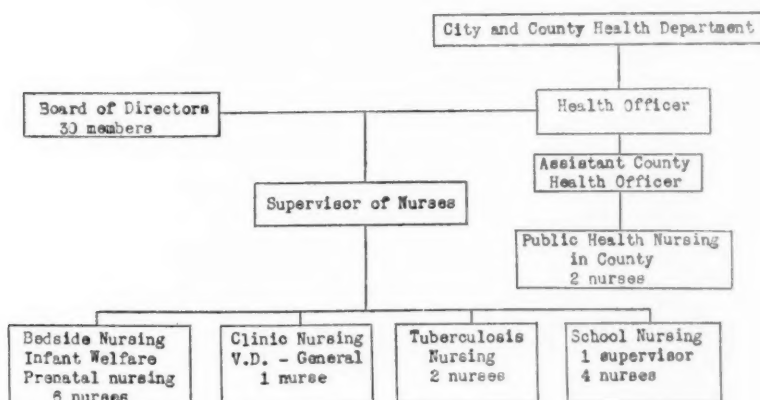 City and County Health Department
Board of Directors
30 members
Health Officer
Assistant County
Health Officer
Supervisor of Nurses
Public Health Nursing
in County
2 nurses
Bedside Nursing
Infant Welfare
Prenatal nursing
6 nurses
Clinic Nursing
V.D. - General
1 nurse
Tuberculosis
Nursing
2 nurses
School Nursing
1 supervisor
4 nurses